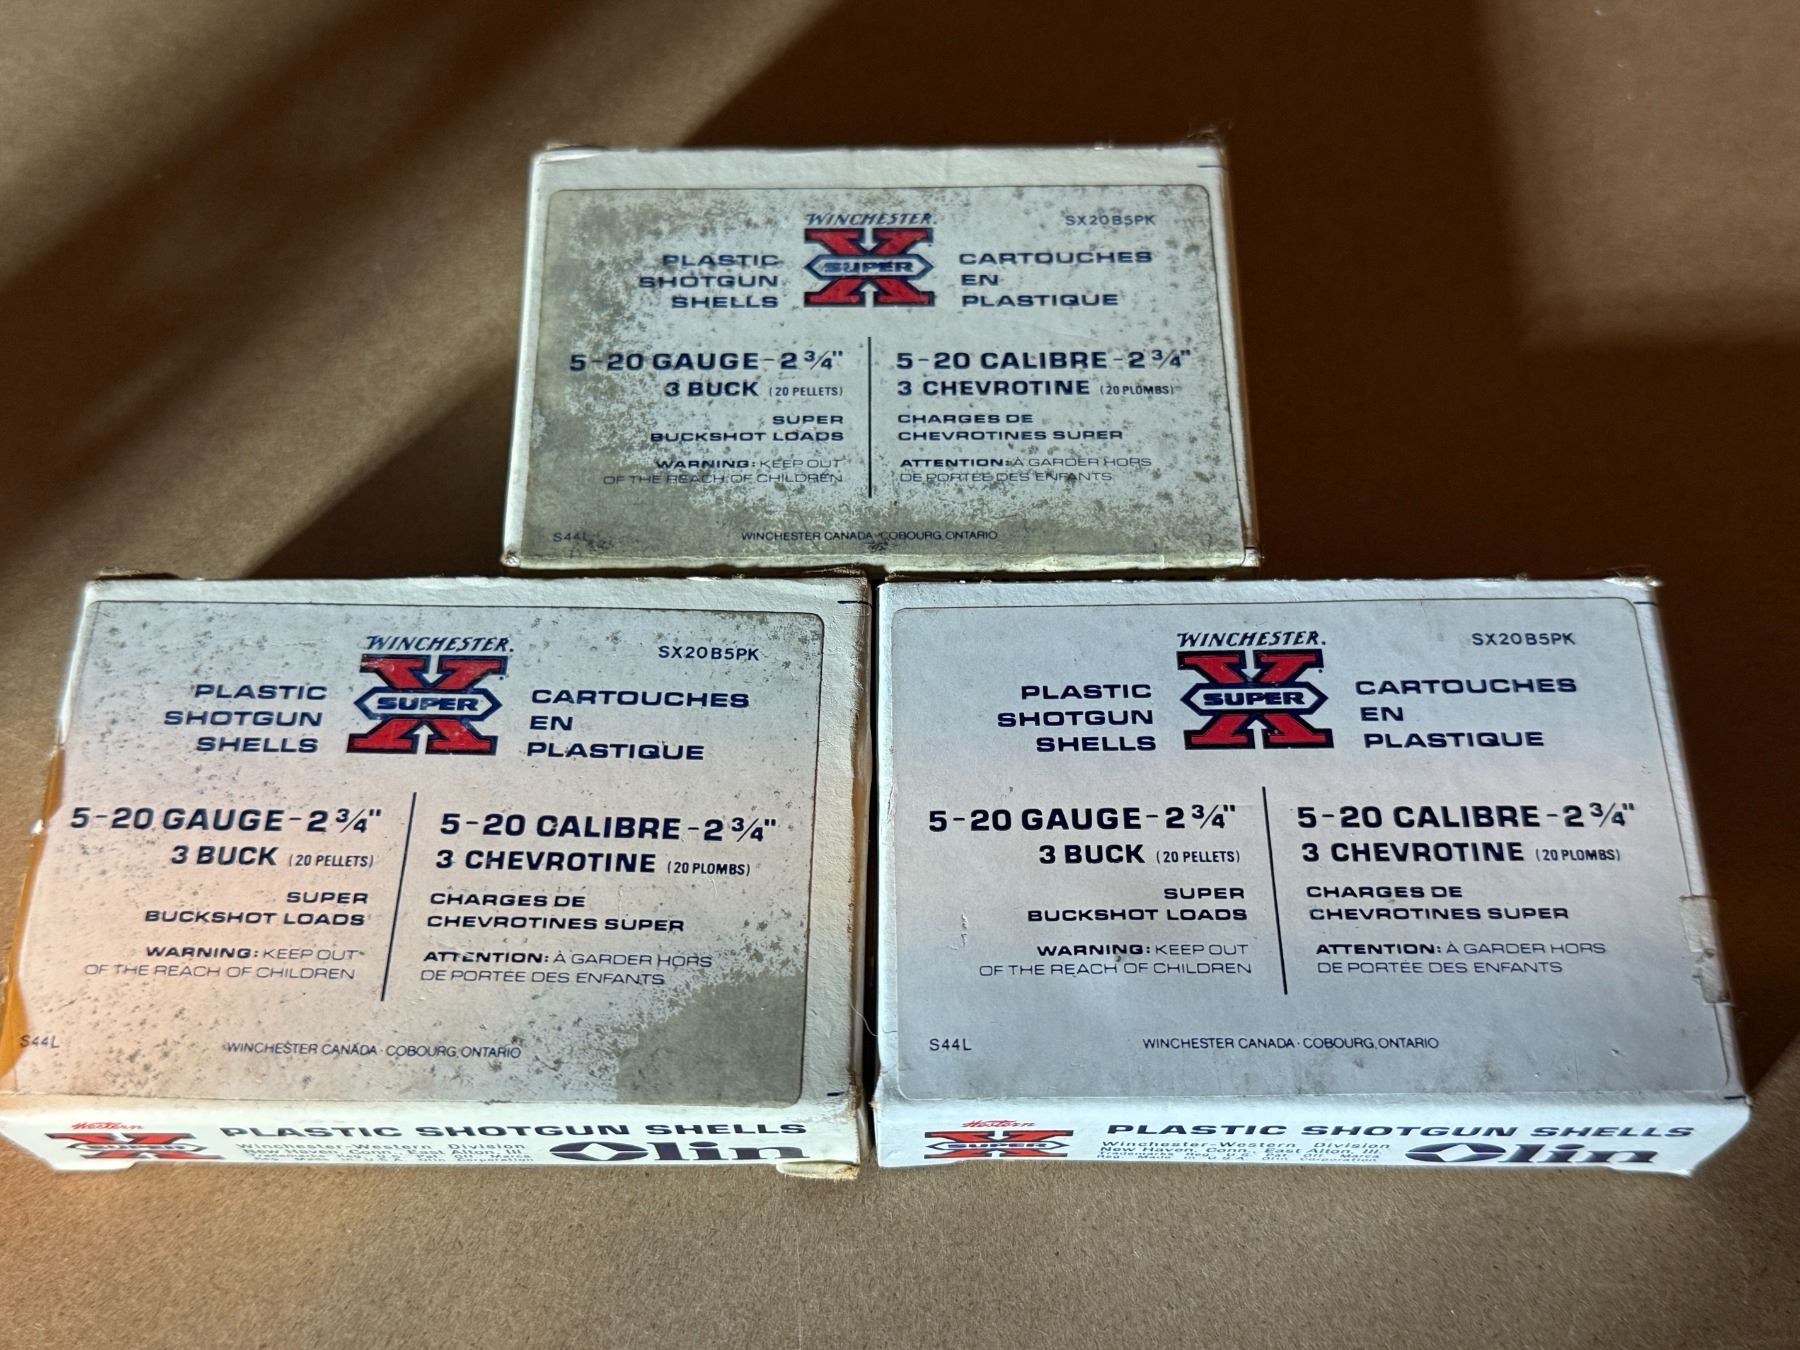 WINCHESTER.
SX20B5PK
SUPER X
PLASTIC SHOTGUN SHELLS
CARTOUCHES EN PLASTIQUE
5-20 GAUGE-2 3/4"
3 BUCK (20 PELLETS)
SUPER
BUCKSHOT LOADS
WARNING: KEEP OUT
OF THE REACH OF CHILDREN
5-20 CALIBRE-2 3/4"
3 CHEVROTINE (20 PLOMBS)
CHARGES DE
CHEVROTINES SUPER
ATTENTION: À GARDER HORS
DE PORTÉE DES ENFANTS
S44L
WINCHESTER CANADA · COBOURG, ONTARIO
WINCHESTER.
SX20B5PK
SUPER X
PLASTIC
SHOTGUN
SHELLS
CARTOUCHES
EN
PLASTIQUE
5-20 GAUGE-2 3/4"
3 BUCK (20 PELLETS)
SUPER
BUCKSHOT LOADS
WARNING: KEEP OUT
OF THE REACH OF CHILDREN
5-20 CALIBRE-2 3/4"
3 CHEVROTINE (20 PLOMBS)
CHARGES DE
CHEVROTINES SUPER
ATTENTION: À GARDER HORS
DE PORTÉE DES ENFANTS
S44L
WINCHESTER CANADA · COBOURG, ONTARIO
Western
SUPER X
PLASTIC SHOTGUN SHELLS
Winchester-Western Division
New Haven, Conn., East Alton, Ill.
Olin
WINCHESTER.
SX20B5PK
SUPER X
PLASTIC
SHOTGUN
SHELLS
CARTOUCHES
EN
PLASTIQUE
5-20 GAUGE-2 3/4"
3 BUCK (20 PELLETS)
SUPER
BUCKSHOT LOADS
WARNING: KEEP OUT
OF THE REACH OF CHILDREN
5-20 CALIBRE-2 3/4"
3 CHEVROTINE (20 PLOMBS)
CHARGES DE
CHEVROTINES SUPER
ATTENTION: À GARDER HORS
DE PORTÉE DES ENFANTS
S44L
WINCHESTER CANADA · COBOURG, ONTARIO
Western
SUPER X
PLASTIC SHOTGUN SHELLS
Winchester-Western Division
New Haven, Conn., East Alton, Ill.
Olin